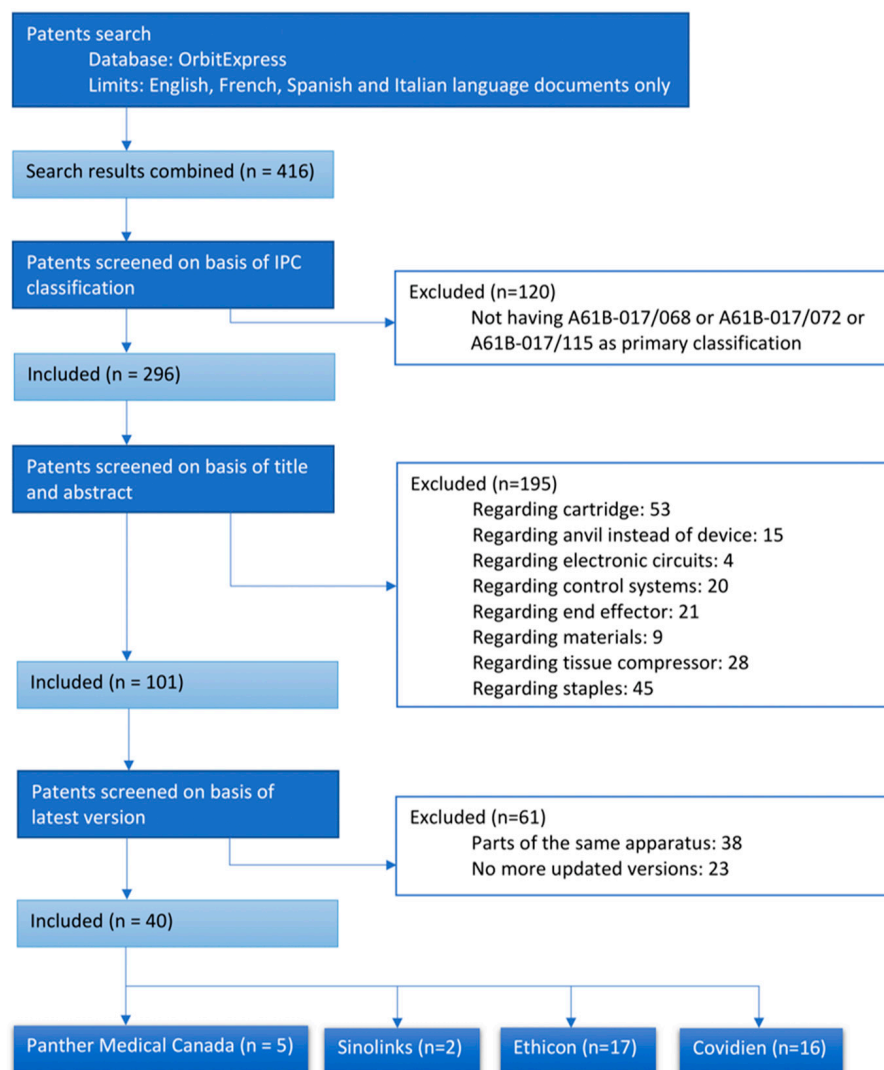 Patents search
Database: OrbitExpress
Limits: English, French, Spanish and Italian language documents only
Search results combined (n = 416)
Patents screened on basis of IPC
classification
Excluded (n=120)
Not having A61B-017/068 or A61B-017/072 or
A61B-017/115 as primary classification
Included (n = 296)
Patents screened on basis of title
and abstract
Excluded (n=195)
Regarding cartridge: 53
Regarding anvil instead of device: 15
Regarding electronic circuits: 4
Regarding control systems: 20
Regarding end effector: 21
Regarding materials: 9
Regarding tissue compressor: 28
Regarding staples: 45
Included (n = 101)
Patents screened on basis of
latest version
Excluded (n=61)
Parts of the same apparatus: 38
No more updated versions: 23
Included (n = 40)
Panther Medical Canada (n = 5)
Sinolinks (n=2)
Ethicon (n=17)
Covidien (n=16)